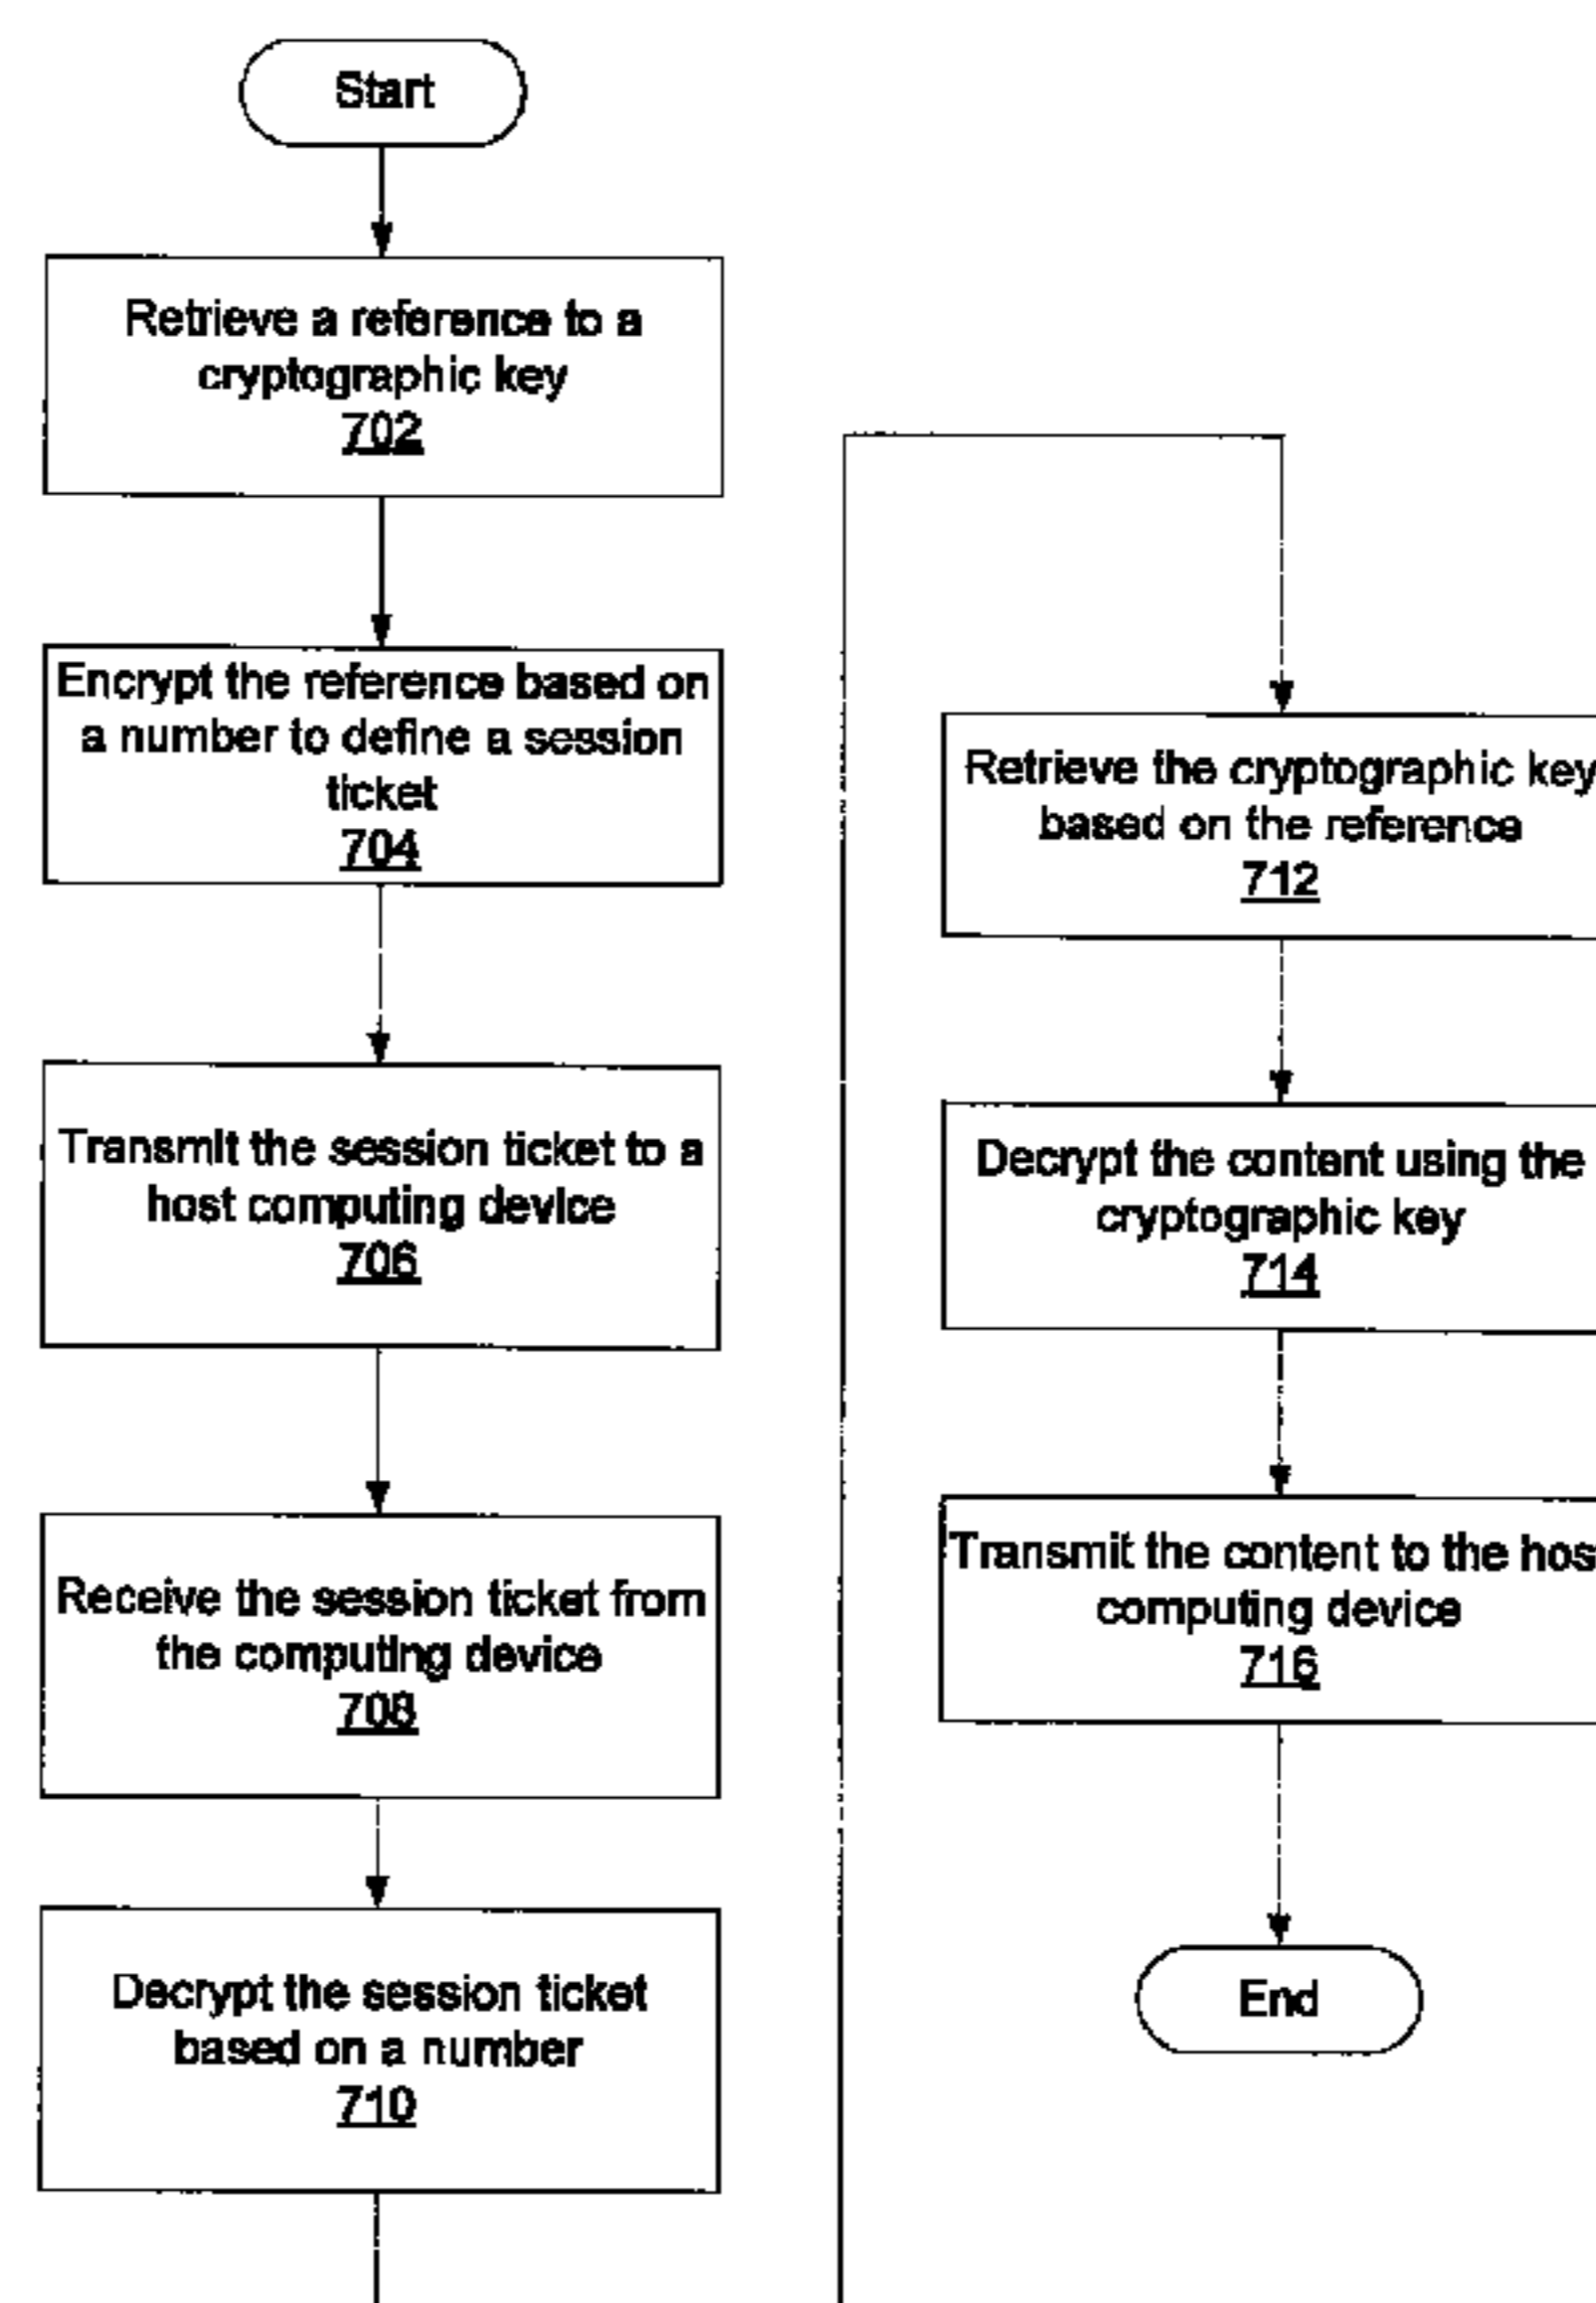 Start
Retrieve a reference to a
cryptographic key
702
Encrypt the reference based on
a number to define a session
ticket
704
Transmit the session ticket to a
host computing device
706
Receive the session ticket from
the computing device
708
Decrypt the session ticket
based on a number
710
Retrieve the cryptographic key
based on the reference
712
Decrypt the content using the
cryptographic key
714
Transmit the content to the hos
computing device
716
End